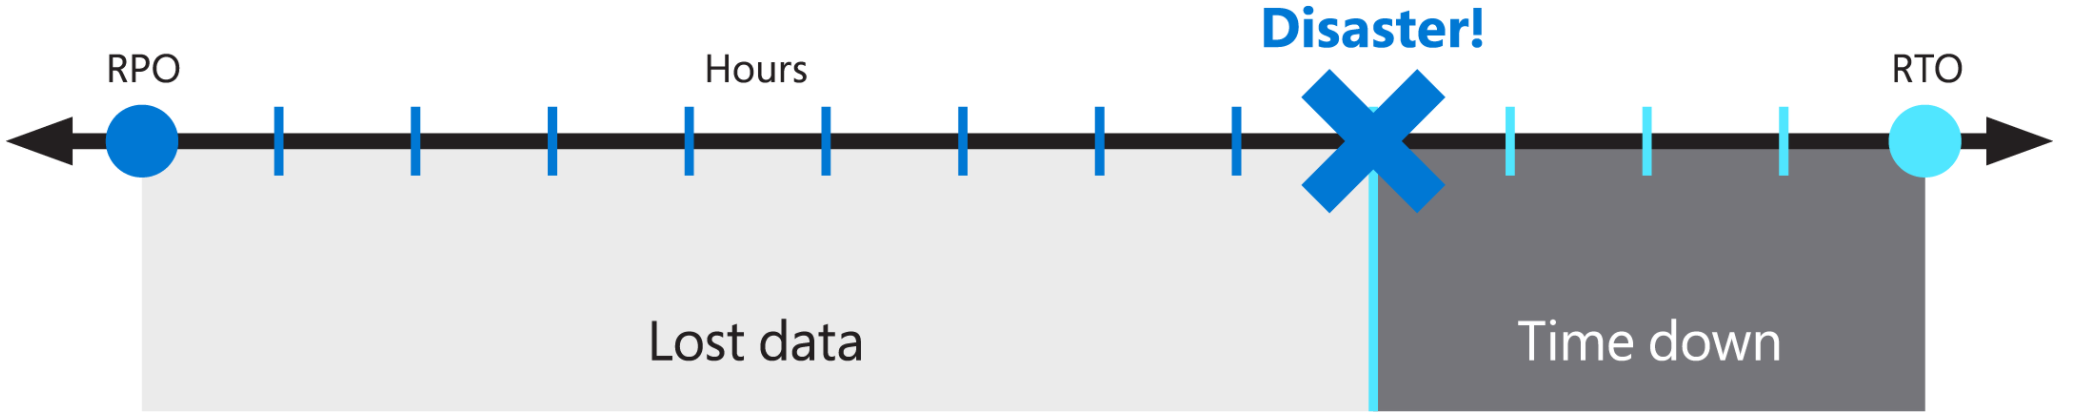 Disaster!
RPO
Hours
RTO
Lost data
Time down